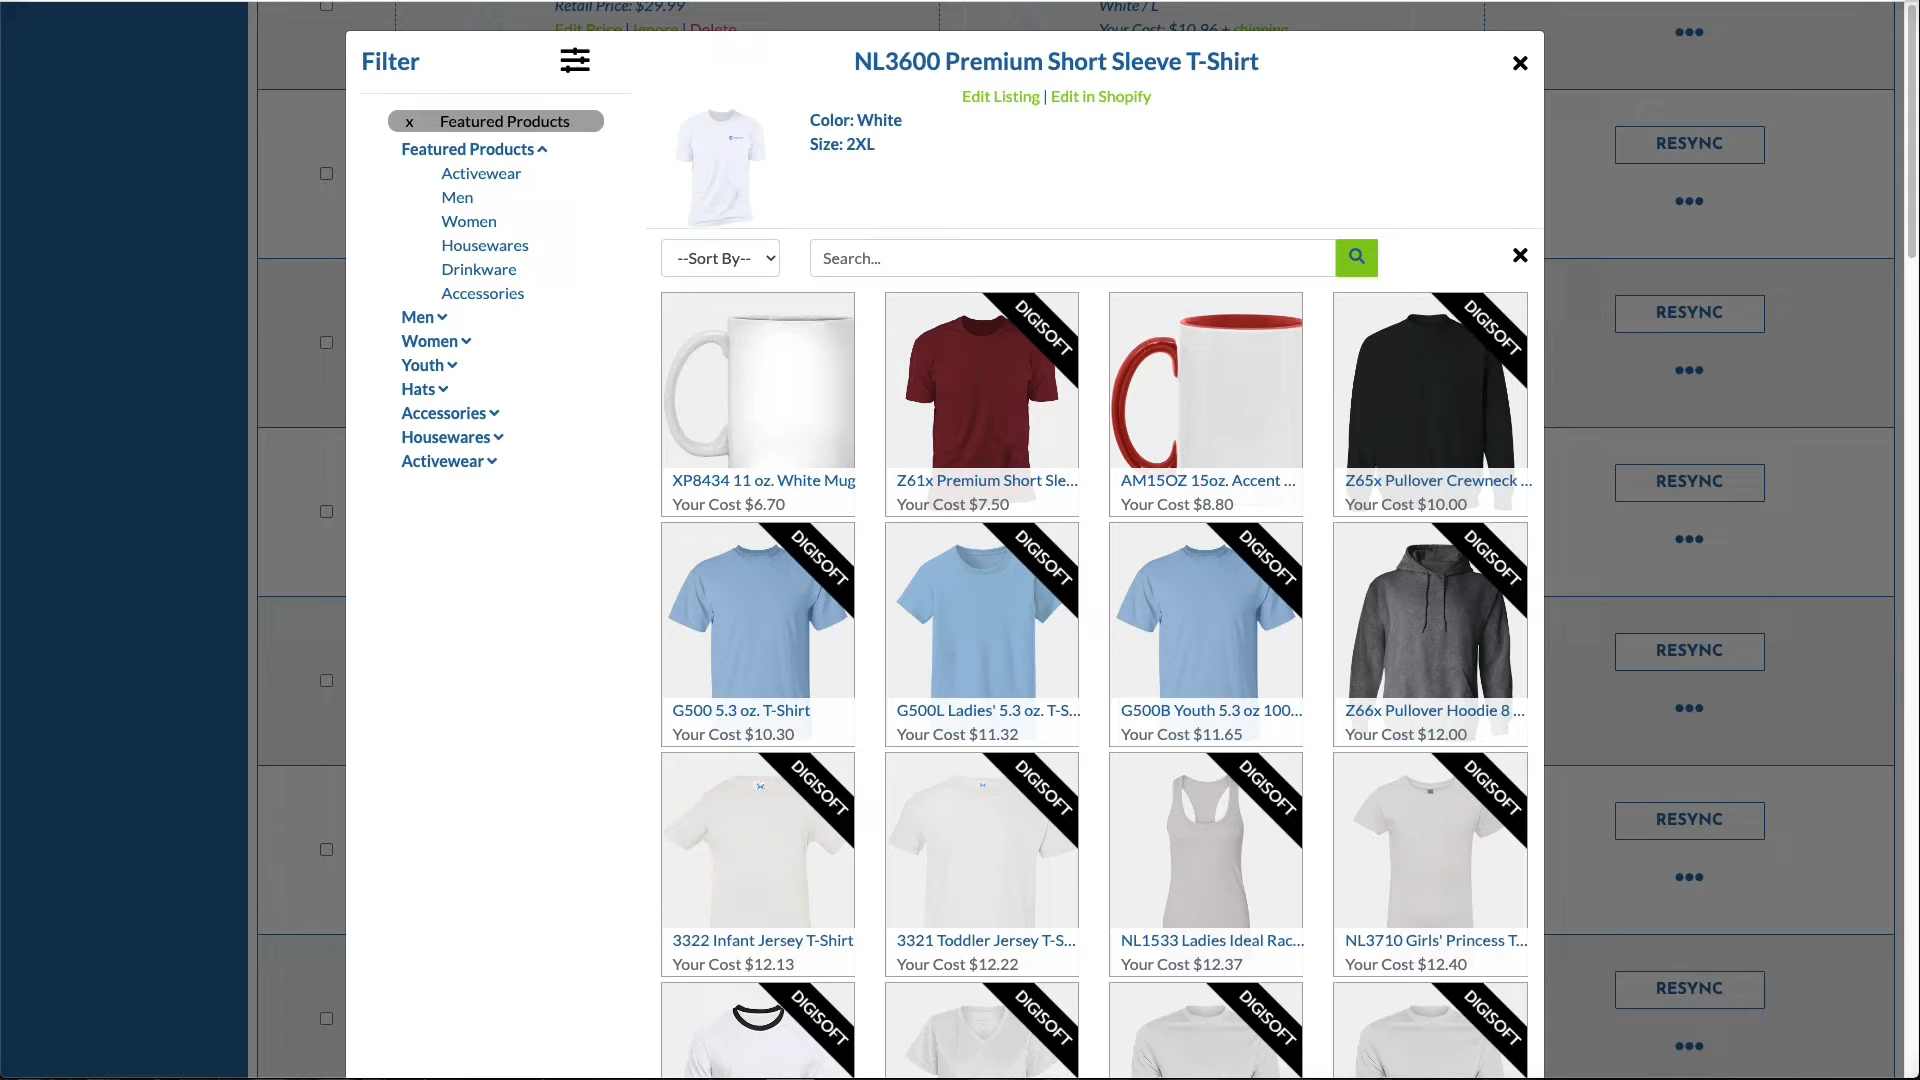 Retail Price: $29.99
White / L
Edit Price | Ignore | Delete
Your Cost: $10.96 + shipping
Filter
NL3600 Premium Short Sleeve T-Shirt
Edit Listing | Edit in Shopify
x Featured Products
Color: White
Size: 2XL
Featured Products
Activewear
Men
Women
Housewares
Drinkware
Accessories
Men
Women
Youth
Hats
Accessories
Housewares
Activewear
--Sort By--
Search...
DIGISOFT
DIGISOFT
XP8434 11 oz. White Mug
Your Cost $6.70
Z61x Premium Short Sle...
Your Cost $7.50
AM15OZ 15oz. Accent ...
Your Cost $8.80
Z65x Pullover Crewneck ...
Your Cost $10.00
DIGISOFT
DIGISOFT
DIGISOFT
DIGISOFT
G500 5.3 oz. T-Shirt
Your Cost $10.30
G500L Ladies' 5.3 oz. T-S...
Your Cost $11.32
G500B Youth 5.3 oz 100...
Your Cost $11.65
Z66x Pullover Hoodie 8 ...
Your Cost $12.00
DIGISOFT
DIGISOFT
DIGISOFT
DIGISOFT
3322 Infant Jersey T-Shirt
Your Cost $12.13
3321 Toddler Jersey T-S...
Your Cost $12.22
NL1533 Ladies Ideal Rac...
Your Cost $12.37
NL3710 Girls' Princess T...
Your Cost $12.40
DIGISOFT
DIGISOFT
DIGISOFT
DIGISOFT
RESYNC
RESYNC
RESYNC
RESYNC
RESYNC
RESYNC